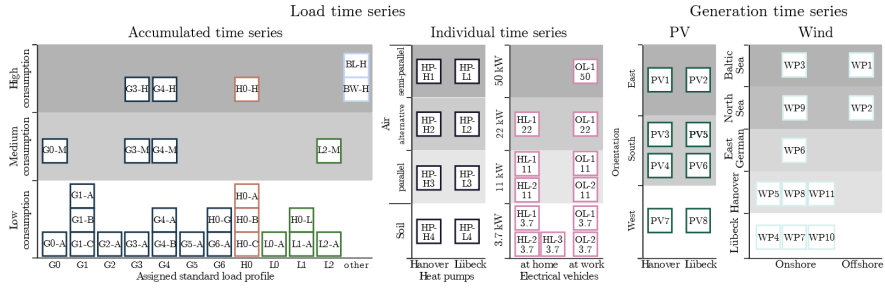 Load time series
Generation time series
Accumulated time series
Individual time series
PV
Wind
High
consumption
Medium
consumption
Low
consumption
BL-H
G3-H G4-H H0-H BW-H
G0-M G3-M G4-M L2-M
G1-A H0-A
G1-B G4-A H0-G H0-B H0-L
G0-A G1-C G2-A G3-A G4-B G5-A G6-A H0-C L0-A L1-A L2-A
G0 G1 G2 G3 G4 G5 G6 H0 L0 L1 L2 other
Assigned standard load profile
Air
Soil
semi-parallel
alternative
parallel
HP-
H1
HP-
L1
HP-
H2
HP-
L2
HP-
H3
HP-
L3
HP-
H4
HP-
L4
Hanover Lübeck
Heat pumps
50 kW
22 kW
11 kW
3.7 kW
OL-1
50
HL-1
22
OL-1
22
HL-1
11
OL-1
11
HL-2
11
OL-2
11
HL-1
3.7
OL-1
3.7
HL-2
3.7
HL-3
3.7
OL-2
3.7
at home at work
Electrical vehicles
Orientation
East
South
West
PV1 PV2
PV3 PV5
PV4 PV6
PV7 PV8
Hanover Lübeck
Baltic
Sea
North
Sea
East
German
Hanover
Lübeck
WP3 WP1
WP9 WP2
WP6
WP5 WP8 WP11
WP4 WP7 WP10
Onshore Offshore